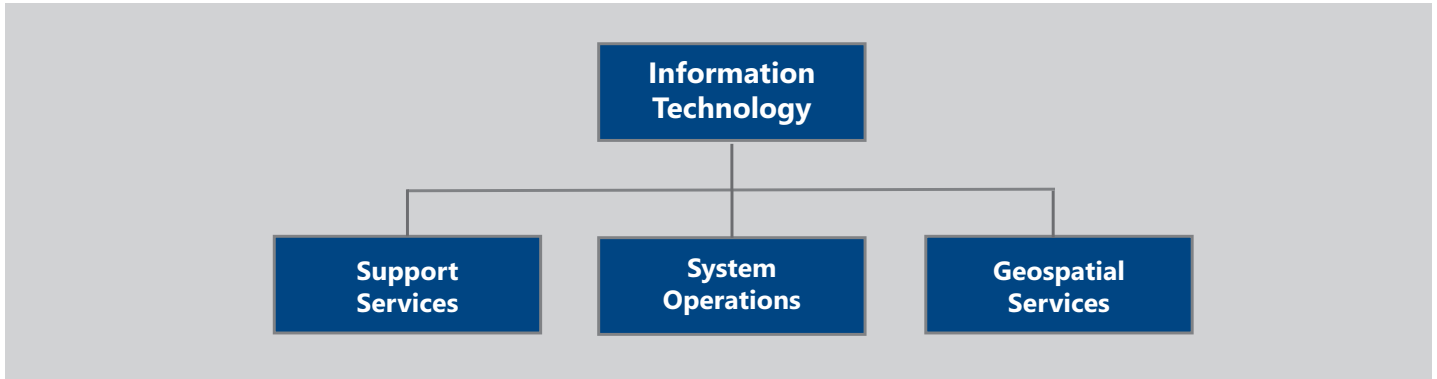 Information
Technology
Support
Services
System
Operations
Geospatial
Services